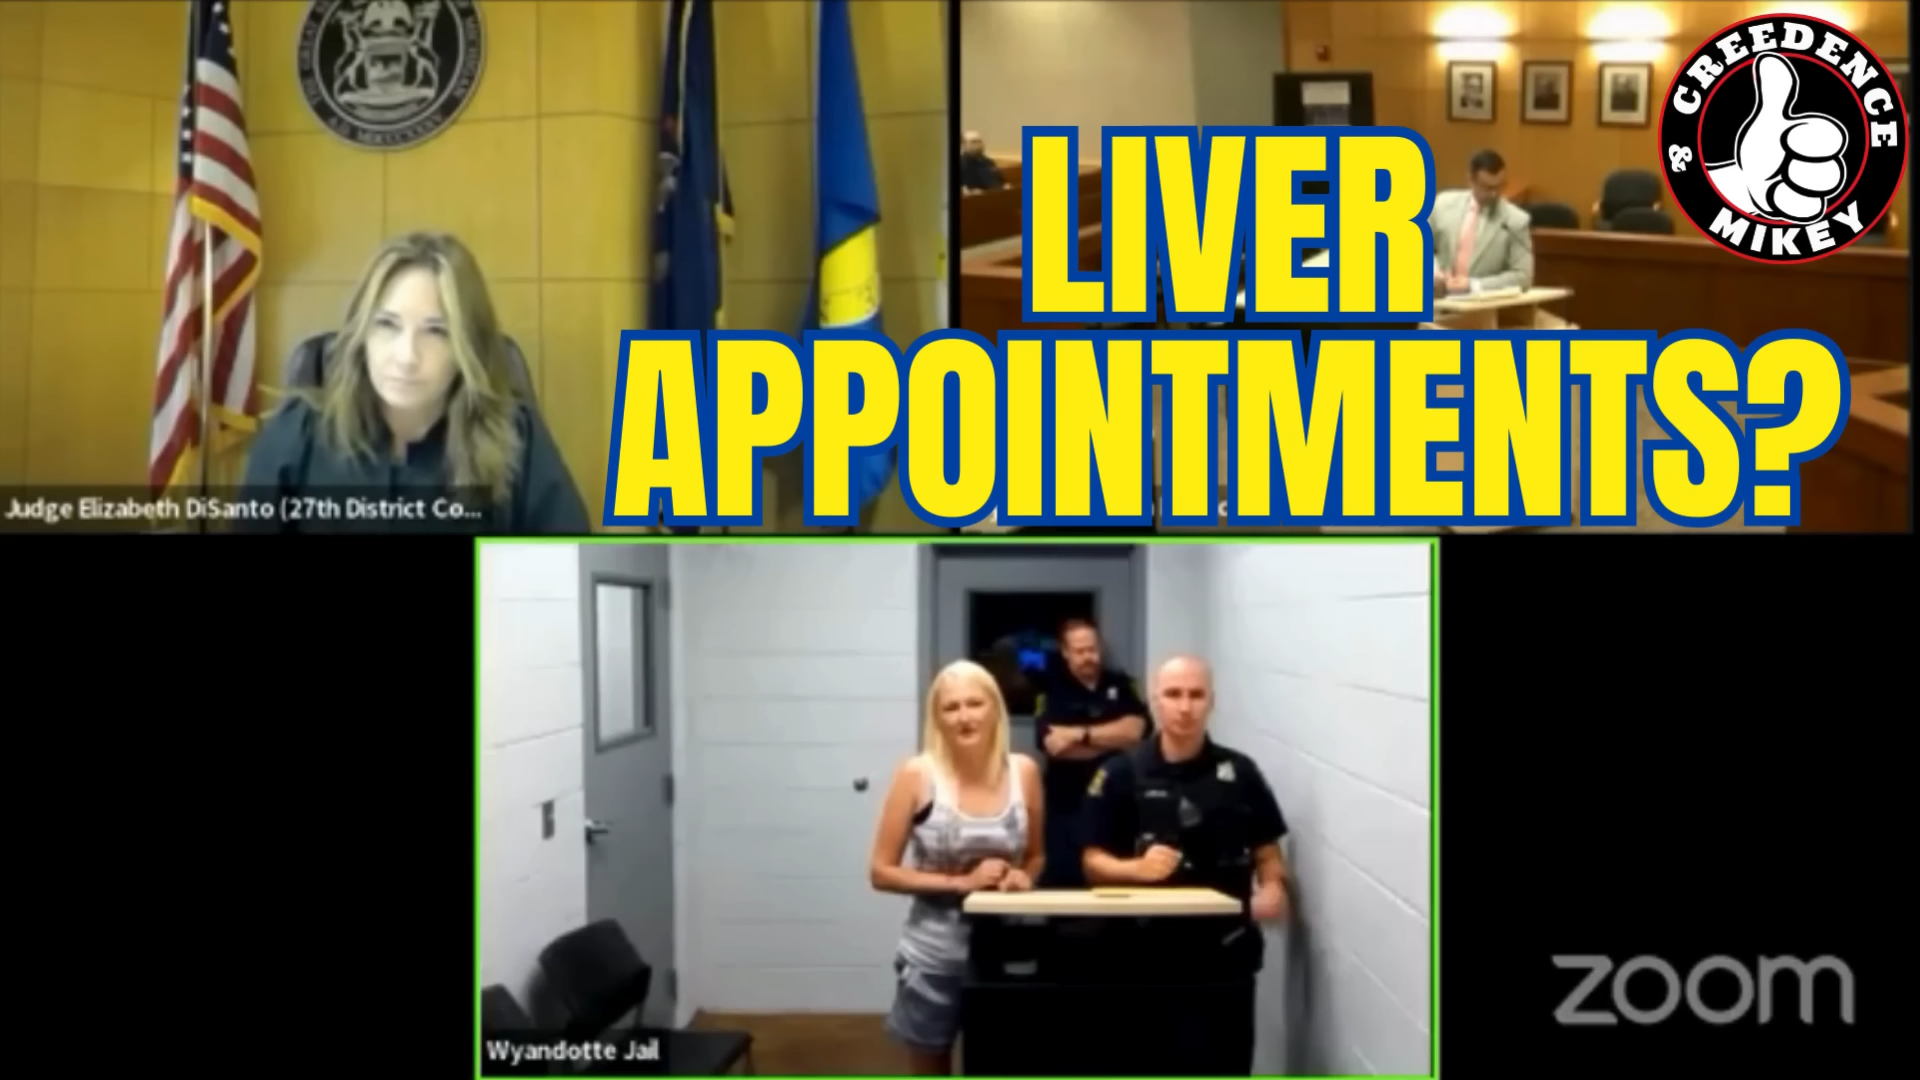 & CREEDENCE
MIKEY
LIVER
APPOINTMENTS?
Judge Elizabeth DiSanto (27th District Co...
Wyandotte Jail
zoom